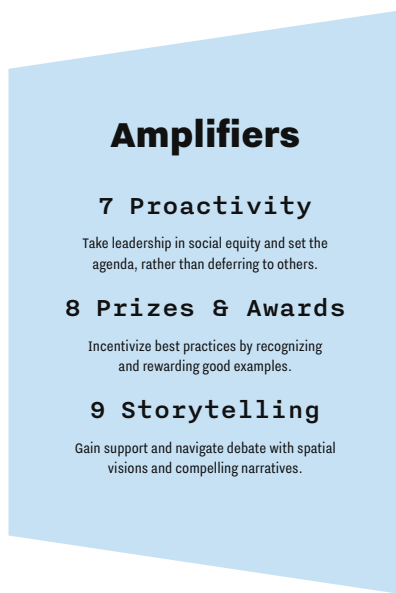 Amplifiers
7 Proactivity
Take leadership in social equity and set the
agenda, rather than deferring to others.
8 Prizes & Awards
Incentivize best practices by recognizing
and rewarding good examples.
9 Storytelling
Gain support and navigate debate with spatial
visions and compelling narratives.